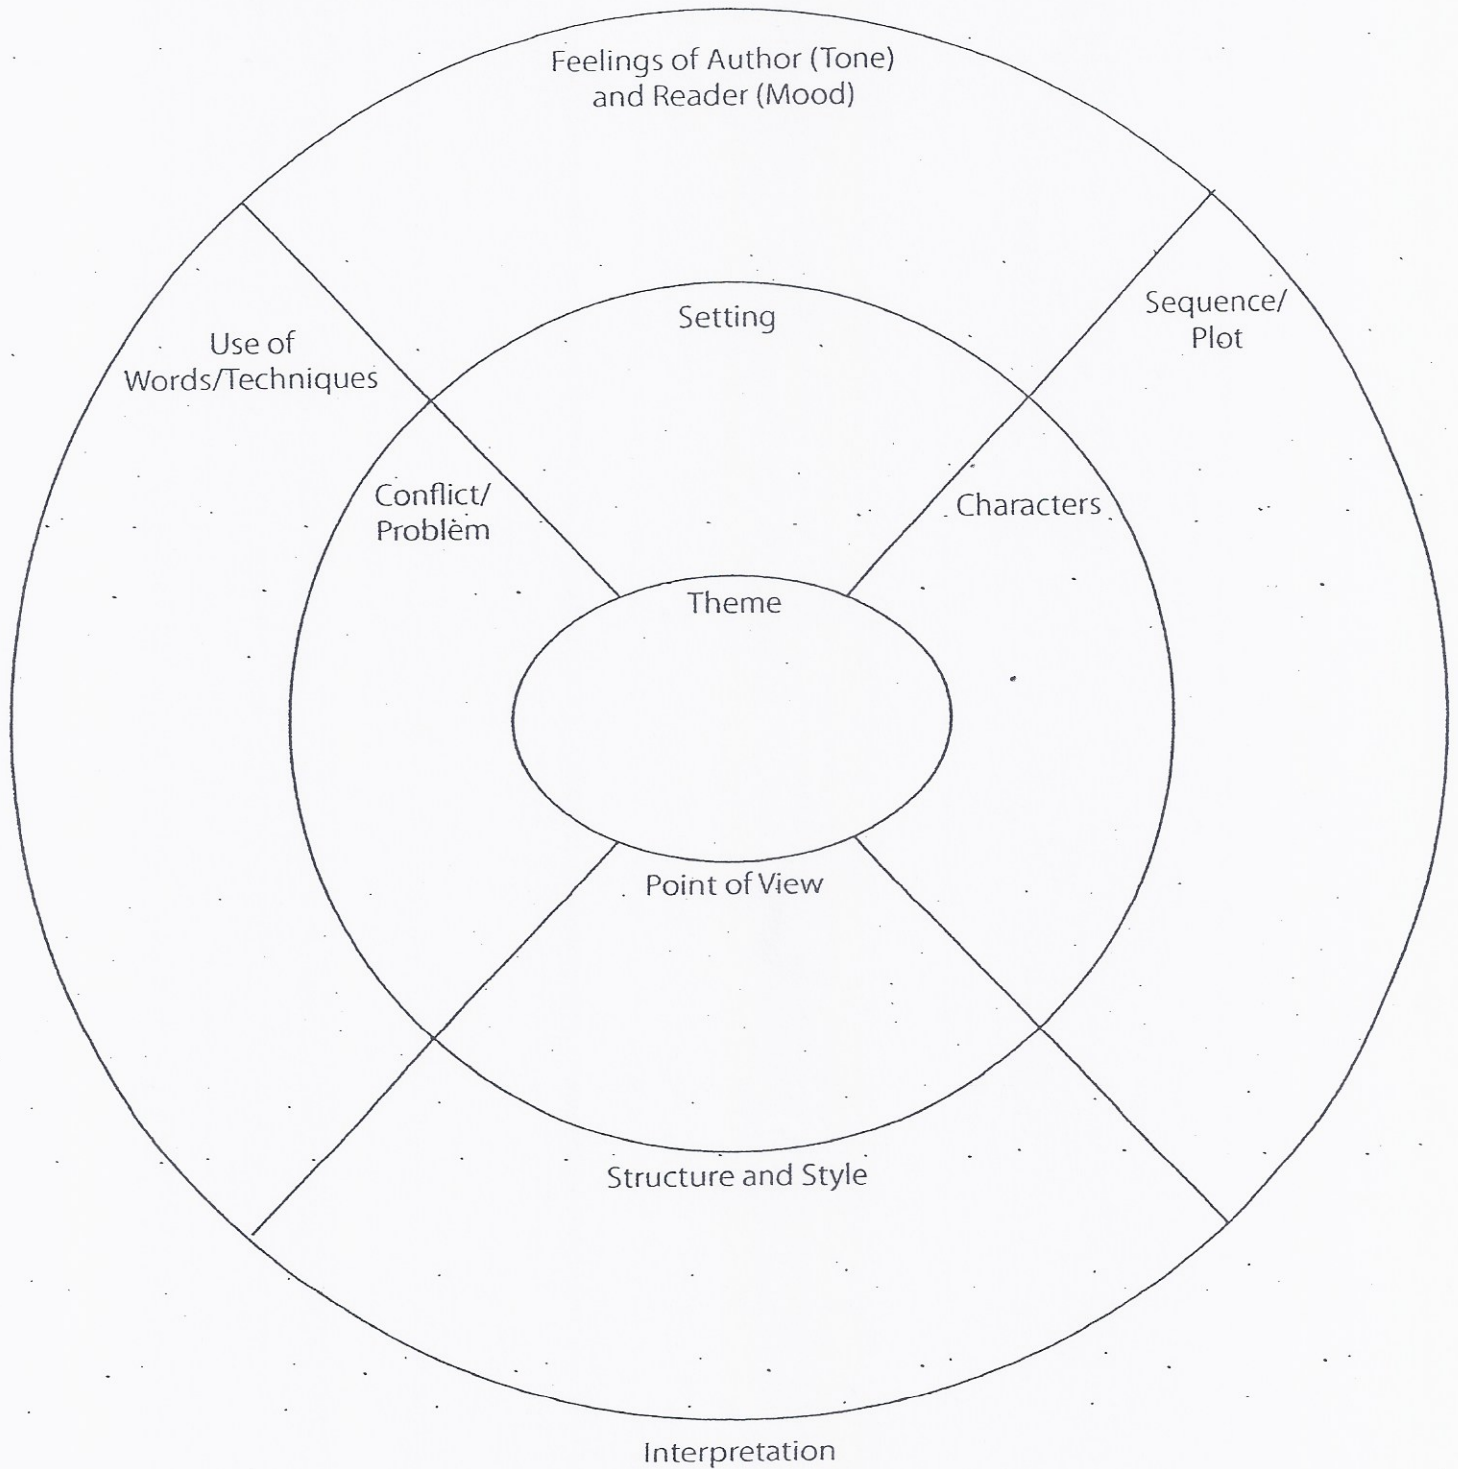 Feelings of Author (Tone)
and Reader (Mood)
Setting
Sequence/
Plot
Use of
Words/Techniques
Conflict/
Problem
Characters
Theme
Point of View
Structure and Style
Interpretation